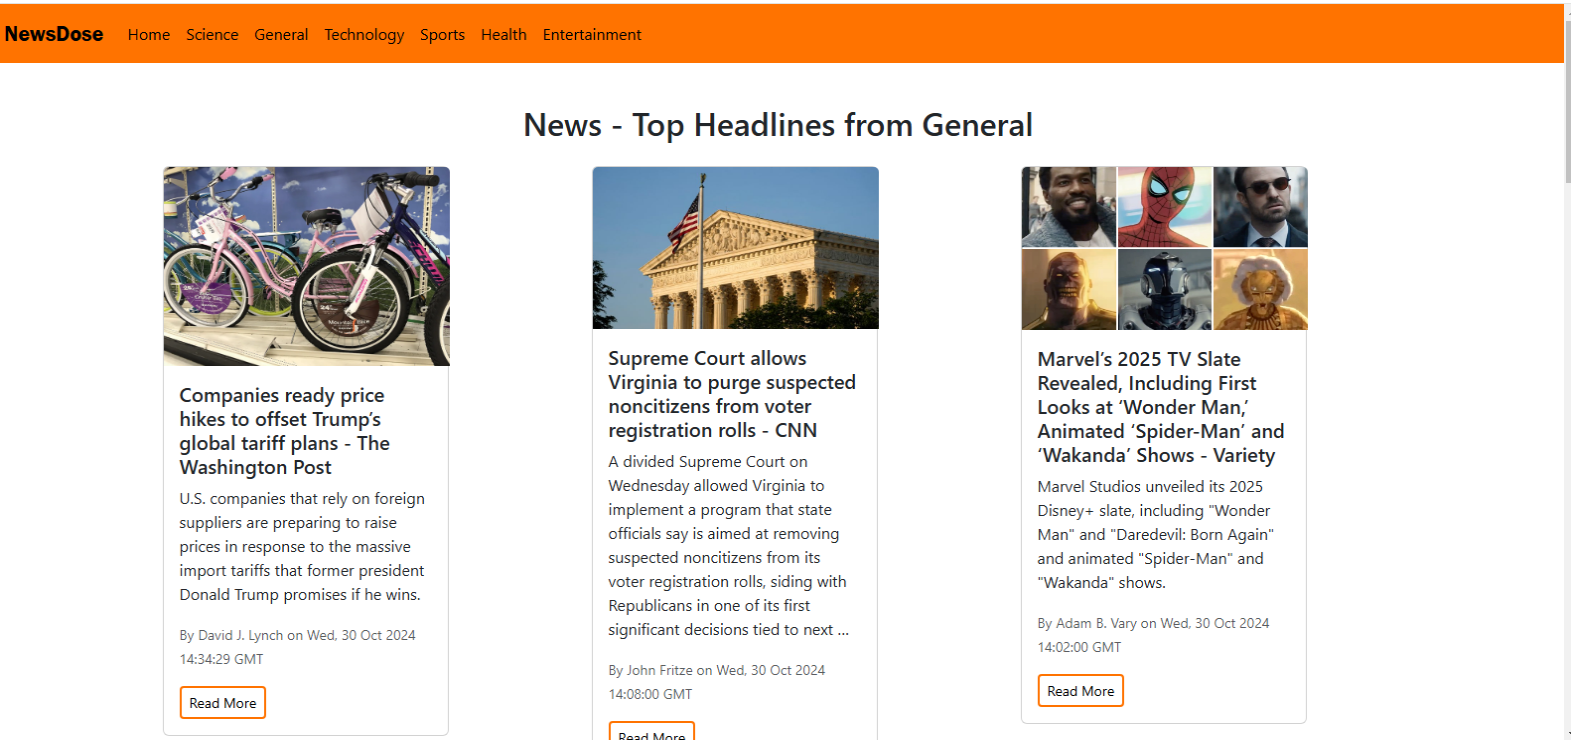 NewsDose Home Science General Technology Sports Health Entertainment
News - Top Headlines from General
Companies ready price
hikes to offset Trump’s
global tariff plans - The
Washington Post
U.S. companies that rely on foreign
suppliers are preparing to raise
prices in response to the massive
import tariffs that former president
Donald Trump promises if he wins.
By David J. Lynch on Wed, 30 Oct 2024
14:34:29 GMT
Read More
Supreme Court allows
Virginia to purge suspected
noncitizens from voter
registration rolls - CNN
A divided Supreme Court on
Wednesday allowed Virginia to
implement a program that state
officials say is aimed at removing
suspected noncitizens from its
voter registration rolls, siding with
Republicans in one of its first
significant decisions tied to next ...
By John Fritze on Wed, 30 Oct 2024
14:08:00 GMT
Read More
Marvel’s 2025 TV Slate
Revealed, Including First
Looks at ‘Wonder Man,’
Animated ‘Spider-Man’ and
‘Wakanda’ Shows - Variety
Marvel Studios unveiled its 2025
Disney+ slate, including "Wonder
Man" and "Daredevil: Born Again"
and animated "Spider-Man" and
"Wakanda" shows.
By Adam B. Vary on Wed, 30 Oct 2024
14:02:00 GMT
Read More